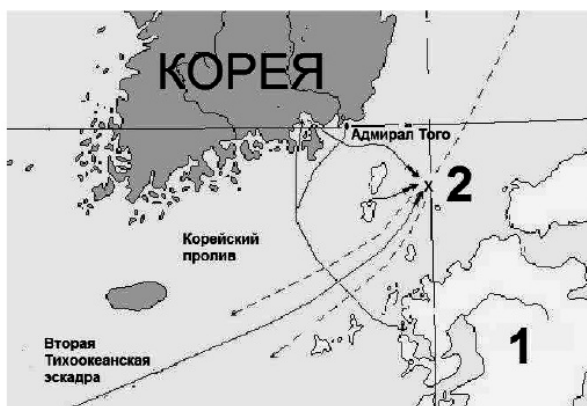 КОРЕЯ
Адмирал Того
2
Корейский
пролив
Вторая
Тихоокеанская
эскадра
1